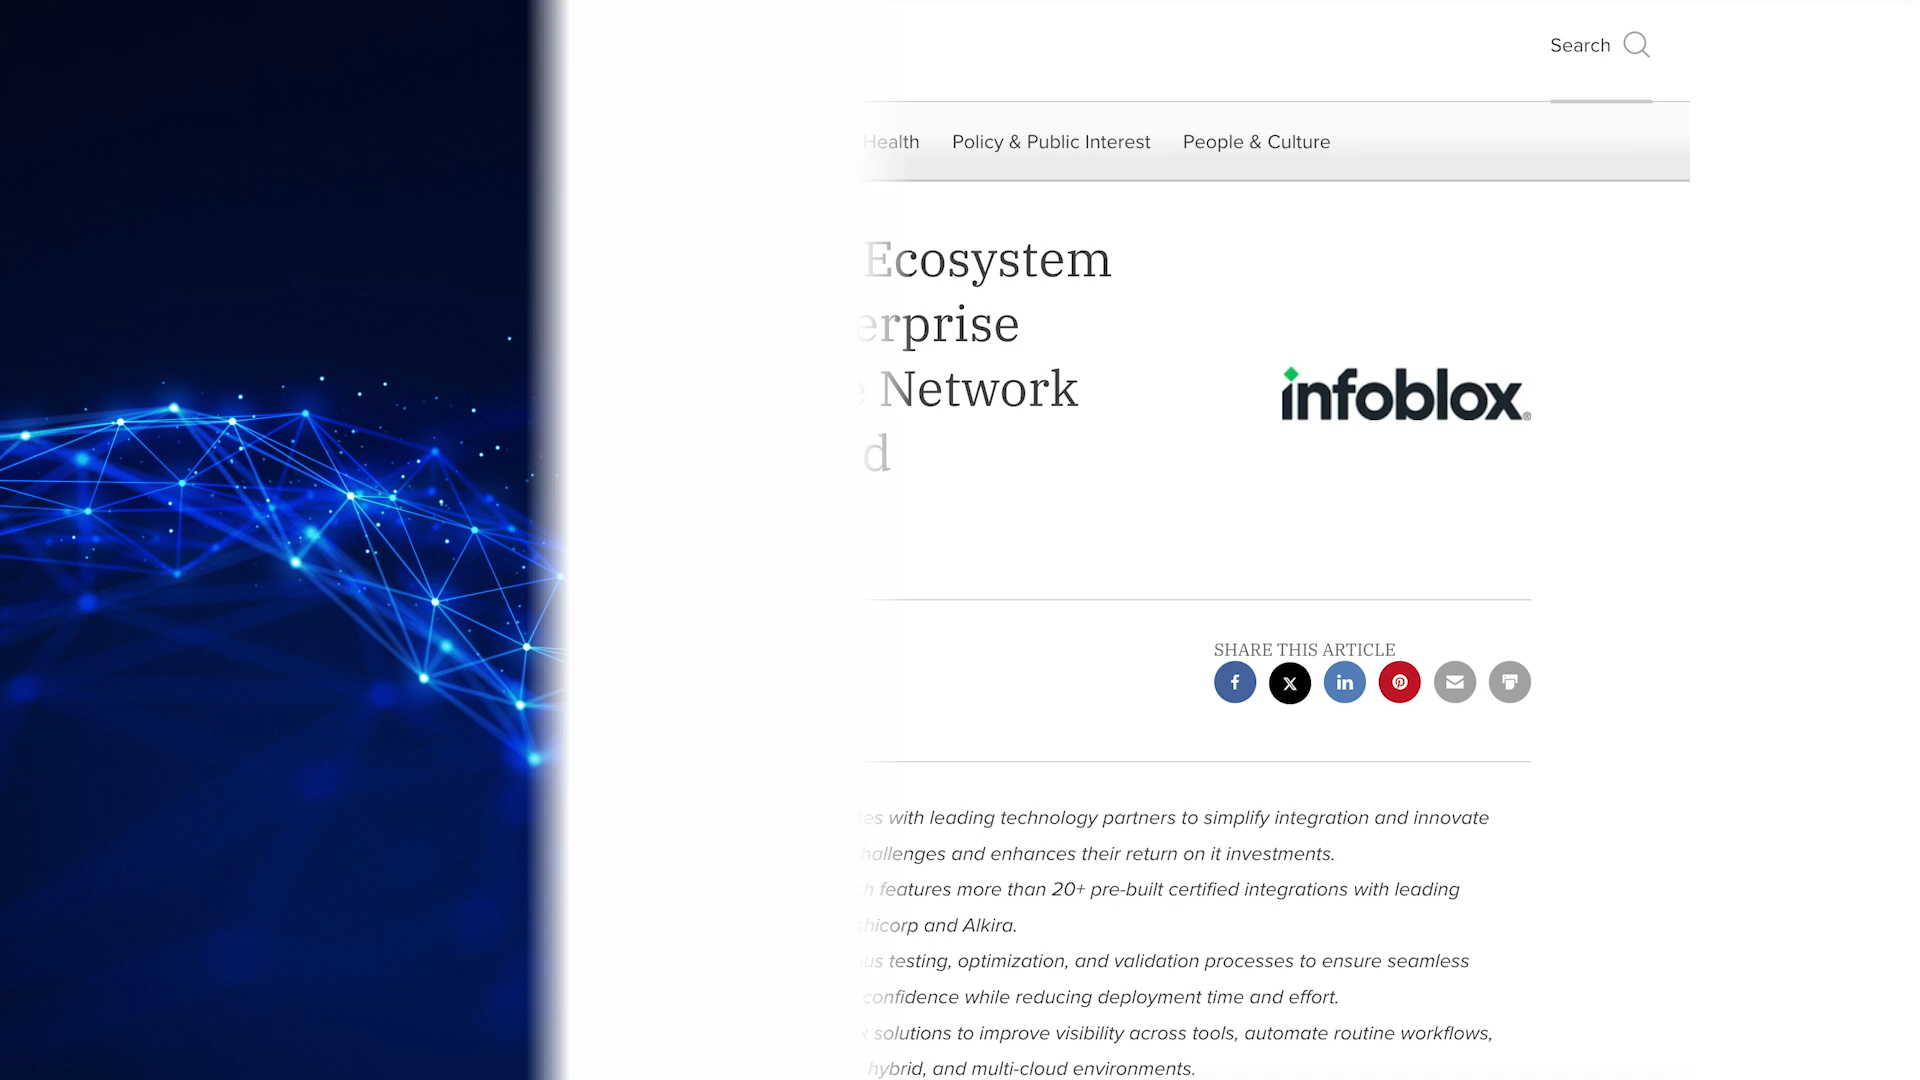 Search
Health Policy & Public Interest People & Culture
Ecosystem
erprise
Network
d
infoblox®
SHARE THIS ARTICLE
with leading technology partners to simplify integration and innovate
hallenges and enhances their return on it investments.
features more than 20+ pre-built certified integrations with leading
hicorp and Alkira.
us testing, optimization, and validation processes to ensure seamless
confidence while reducing deployment time and effort.
solutions to improve visibility across tools, automate routine workflows,
hybrid, and multi-cloud environments.